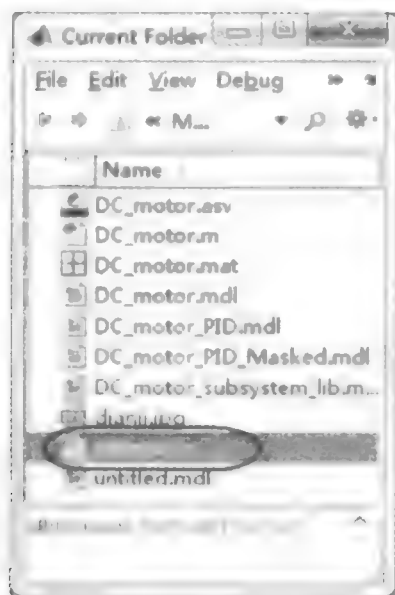 Current Folder
File Edit View Debug
« M...
Name
DC_motor.asv
DC_motor.m
DC_motor.mat
DC_motor.mdl
DC_motor_PID.mdl
DC_motor_PID_Masked.mdl
DC_motor_subsystem_lib.m...
untitled.mdl